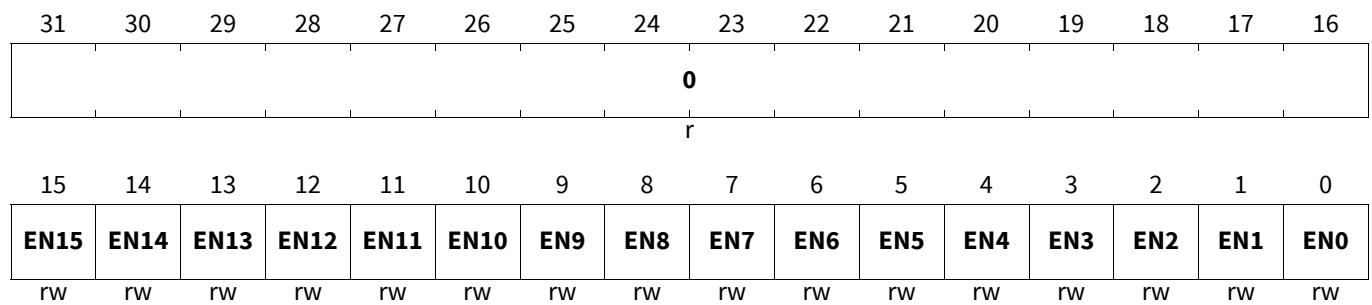 31 30 29 28 27 26 25 24 23 22 21 20 19 18 17 16
0
r
15 14 13 12 11 10 9 8 7 6 5 4 3 2 1 0
EN15 EN14 EN13 EN12 EN11 EN10 EN9 EN8 EN7 EN6 EN5 EN4 EN3 EN2 EN1 EN0
rw rw rw rw rw rw rw rw rw rw rw rw rw rw rw rw